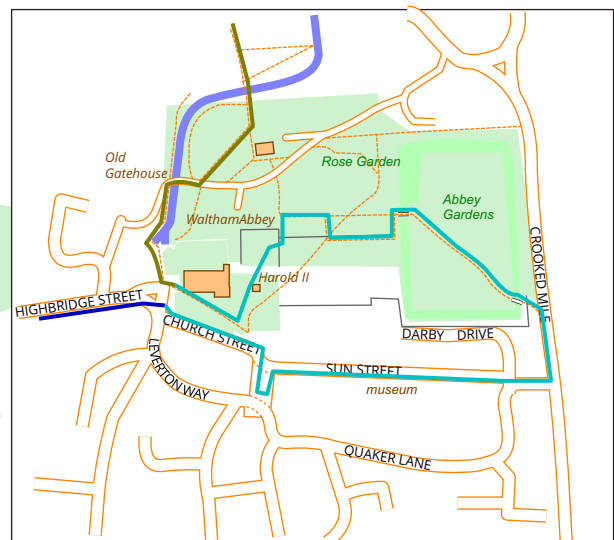 Old
Gatehouse
Rose Garden
Abbey
Gardens
WalthamAbbey
CROOKED MILE
Harold II
HIGHBRIDGE STREET
CHURCH STREET
DARBY DRIVE
LEVERTON WAY
SUN STREET
museum
QUAKER LANE